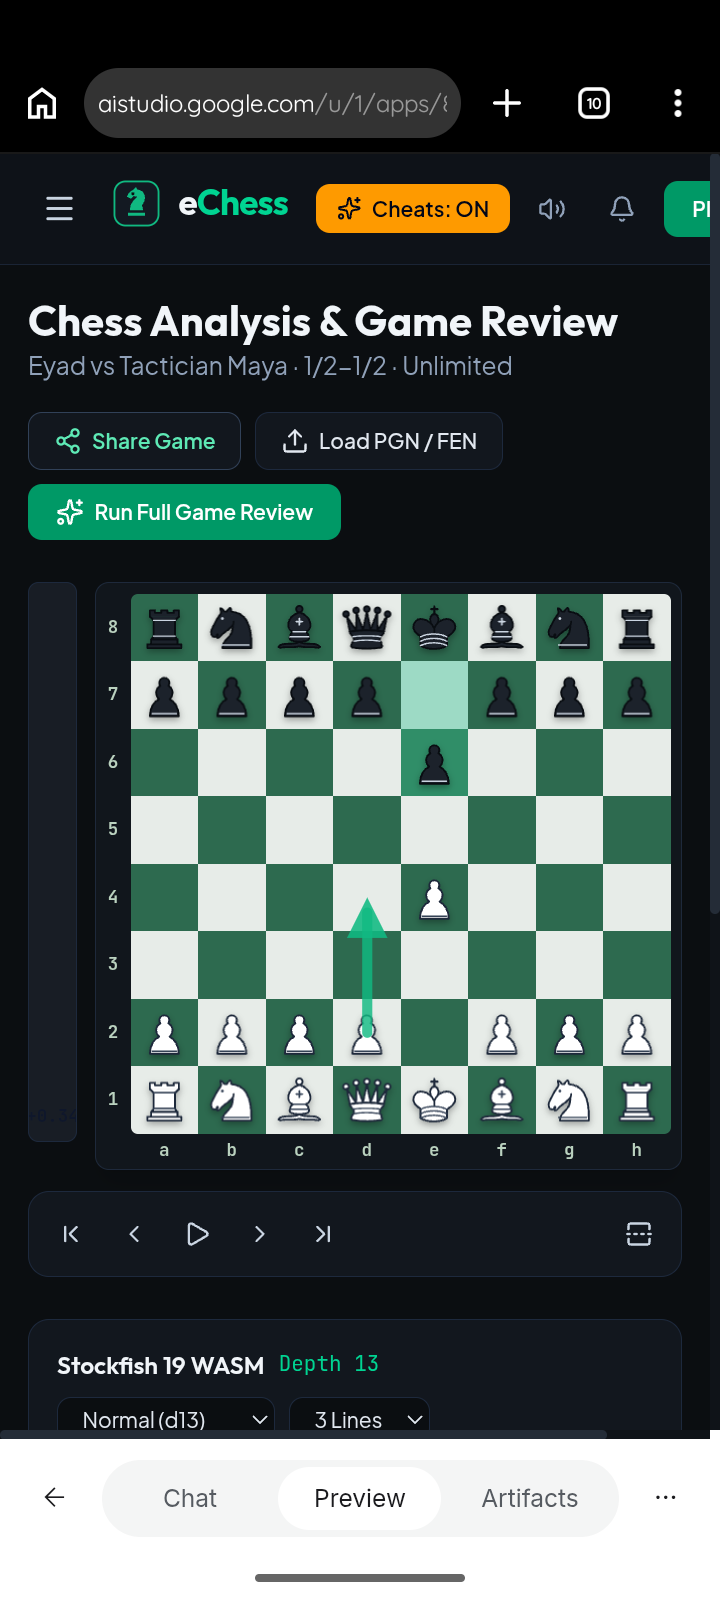 aistudio.google.com/u/1/apps/
10
eChess
Cheats: ON
Chess Analysis & Game Review
Eyad vs Tactician Maya · 1/2–1/2 · Unlimited
Share Game
Load PGN / FEN
Run Full Game Review
8
7
6
5
4
3
2
1
a b c d e f g h
Stockfish 19 WASM Depth 13
Normal (d13)
3 Lines
Chat
Preview
Artifacts